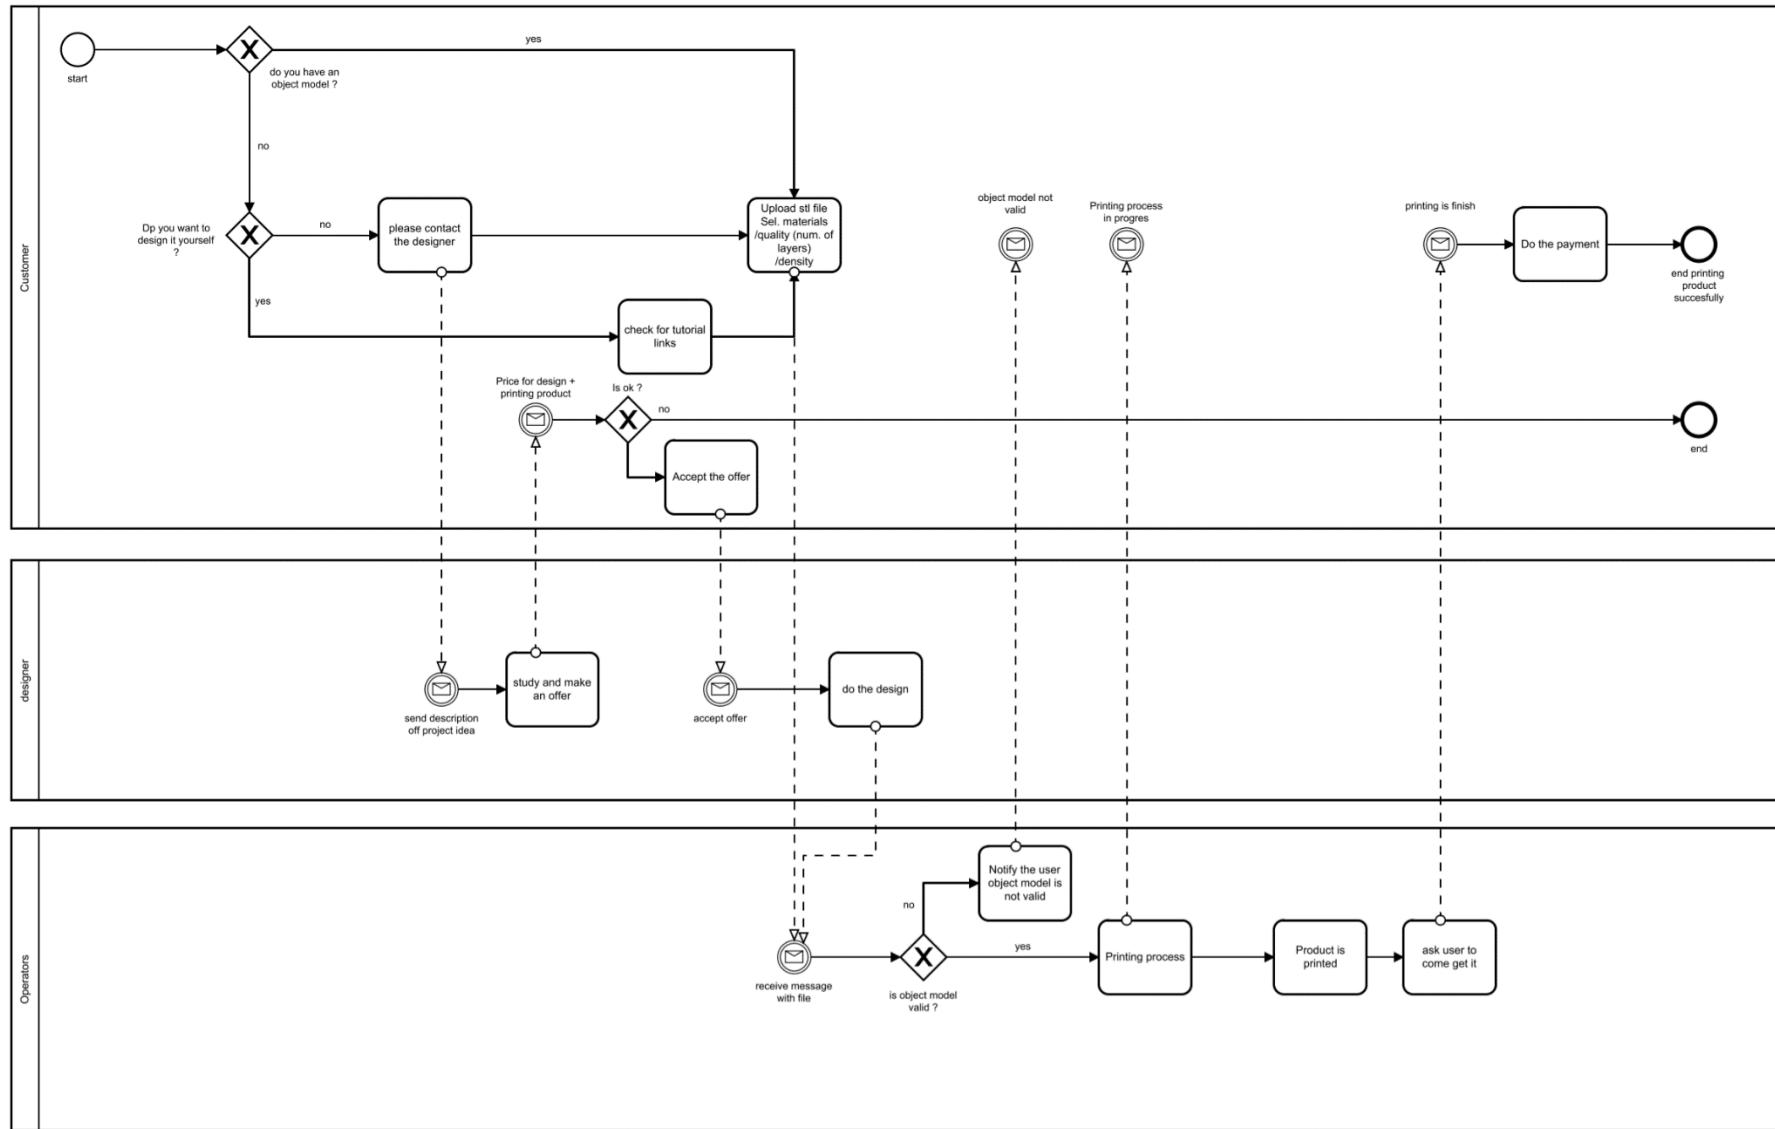 Customer
start
do you have an
object model ?
yes
no
Dp you want to
design it yourself
?
no
yes
please contact
the designer
Upload stl file
Sel. materials
/quality (num. of
layers)
/density
check for tutorial
links
Price for design +
printing product
Is ok ?
no
Accept the offer
object model not
valid
Printing process
in progres
printing is finish
Do the payment
end printing
product
succesfully
end
designer
send description
off project idea
study and make
an offer
accept offer
do the design
Operators
receive message
with file
is object model
valid ?
no
yes
Notify the user
object model is
not valid
Printing process
Product is
printed
ask user to
come get it